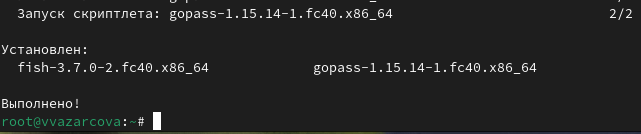 Запуск скриптлета: gopass-1.15.14-1.fc40.x86_64 2/2
Установлен:
fish-3.7.0-2.fc40.x86_64 gopass-1.15.14-1.fc40.x86_64
Выполнено!
root@vvazarcova:~#